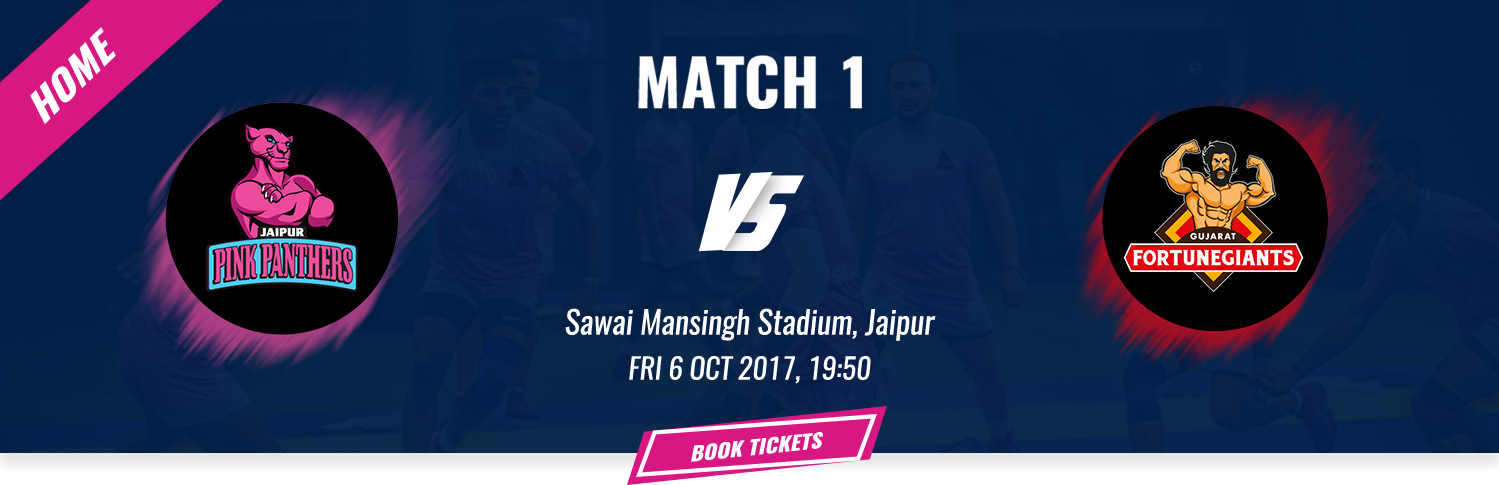 HOME
MATCH 1
JAIPUR
PINK PANTHERS
VS
GUJARAT
FORTUNEGIANTS
Sawai Mansingh Stadium, Jaipur
FRI 6 OCT 2017, 19:50
BOOK TICKETS